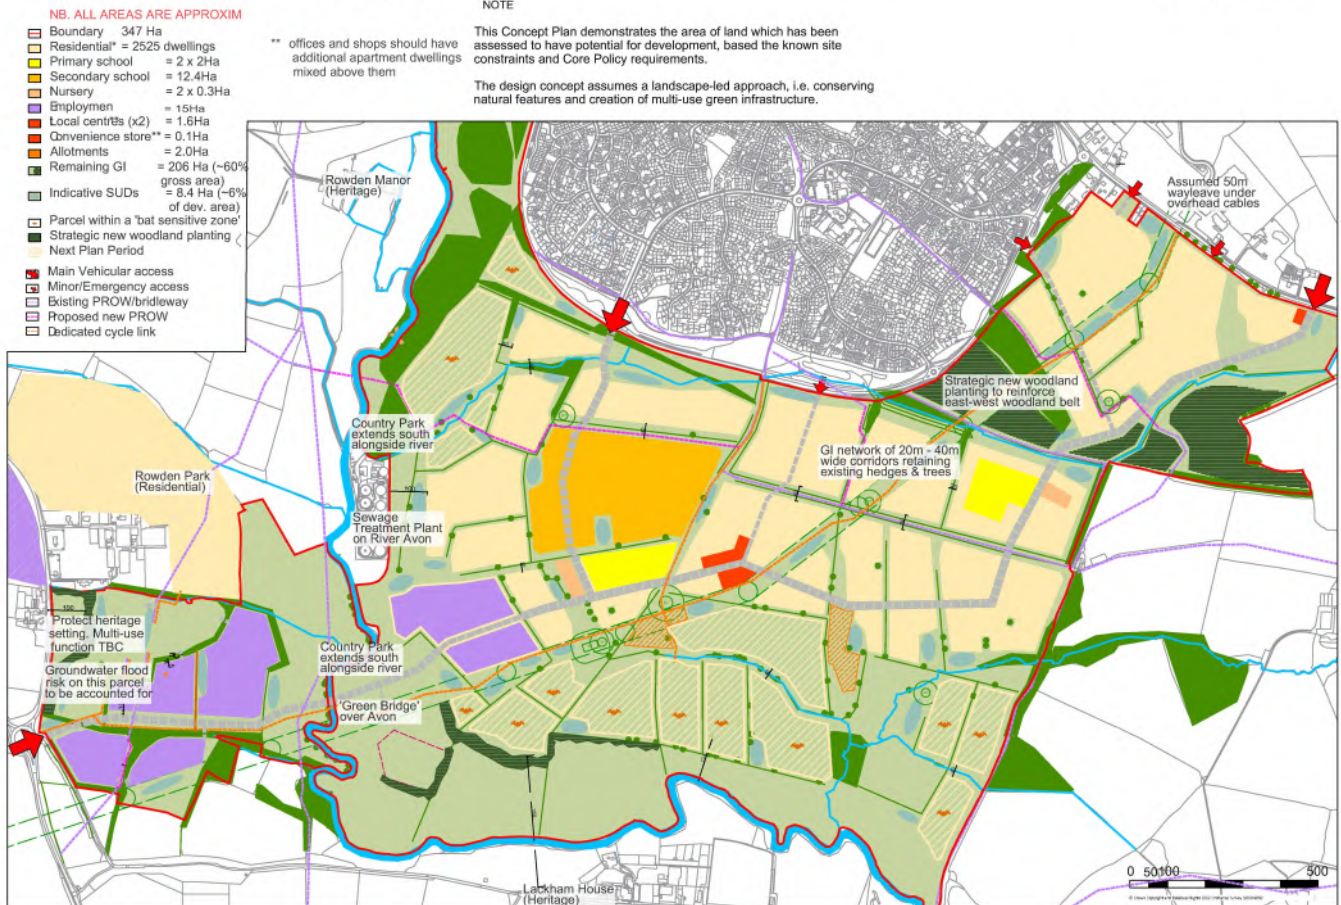 NB. ALL AREAS ARE APPROXIM
Boundary 347 Ha
Residential* = 2525 dwellings
Primary school = 2 x 2Ha
Secondary school = 12.4Ha
Nursery = 2 x 0.3Ha
Employmen = 15Ha
Local centres (x2) = 1.6Ha
Convenience store** = 0.1Ha
Allotments = 2.0Ha
Remaining GI = 206 Ha (~60%
gross area)
Indicative SUDs = 8.4 Ha (~6%
of dev. area)
Parcel within a 'bat sensitive zone'
Strategic new woodland planting
Next Plan Period
Main Vehicular access
Minor/Emergency access
Existing PROW/bridleway
Proposed new PROW
Dedicated cycle link
** offices and shops should have
additional apartment dwellings
mixed above them
NOTE
This Concept Plan demonstrates the area of land which has been
assessed to have potential for development, based the known site
constraints and Core Policy requirements.
The design concept assumes a landscape-led approach, i.e. conserving
natural features and creation of multi-use green infrastructure.
Rowden Manor
(Heritage)
Assumed 50m
wayleave under
overhead cables
Strategic new woodland
planting to reinforce
east-west woodland belt
Country Park
extends south
alongside river
GI network of 20m - 40m
wide corridors retaining
existing hedges & trees
Rowden Park
(Residential)
Sewage
Treatment Plant
on River Avon
100
Protect heritage
setting. Multi-use
function TBC
Country Park
extends south
alongside river
Groundwater flood
risk on this parcel
to be accounted for
'Green Bridge'
over Avon
Lackham House
(Heritage)
0 50 100 500